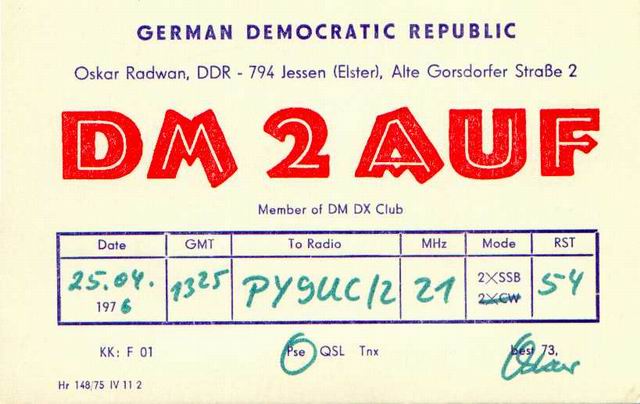 GERMAN DEMOCRATIC REPUBLIC
Oskar Radwan, DDR - 794 Jessen (Elster), Alte Gorsdorfer Straße 2
DM 2 AUF
Member of DM DX Club
Date GMT To Radio MHz Mode RST
25.04. 1976 1325 PY9UC/2 21 2XSSB 2XCW 54
KK: F 01 Pse QSL Tnx best 73,
Oskar
Hr 148/75 IV 11 2